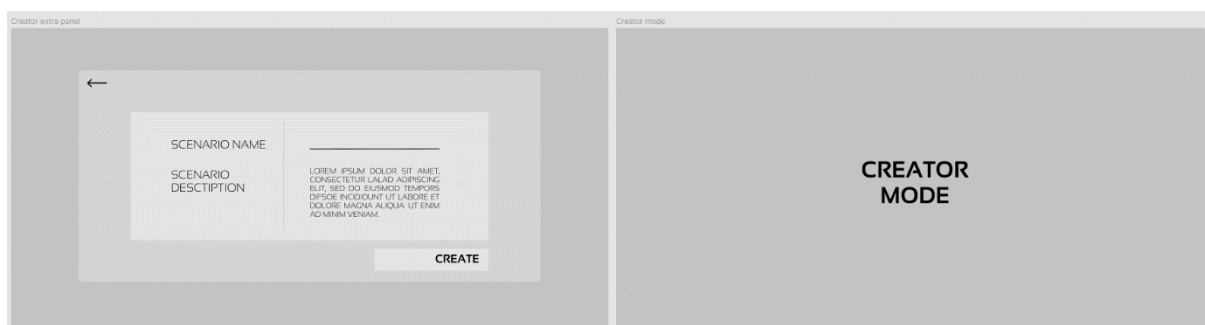 Creator extra panel
Creator mode
SCENARIO NAME
SCENARIO
DESCTIPTION
LOREM IPSUM DOLOR SIT AMET,
CONSECTETUR LALAD ADIPISCING
ELIT, SED DO EIUSMOD TEMPORS
DIFSOE INCIDIDUNT UT LABORE ET
DOLORE MAGNA ALIQUA. UT ENIM
AD MINIM VENIAM.
CREATE
CREATOR
MODE